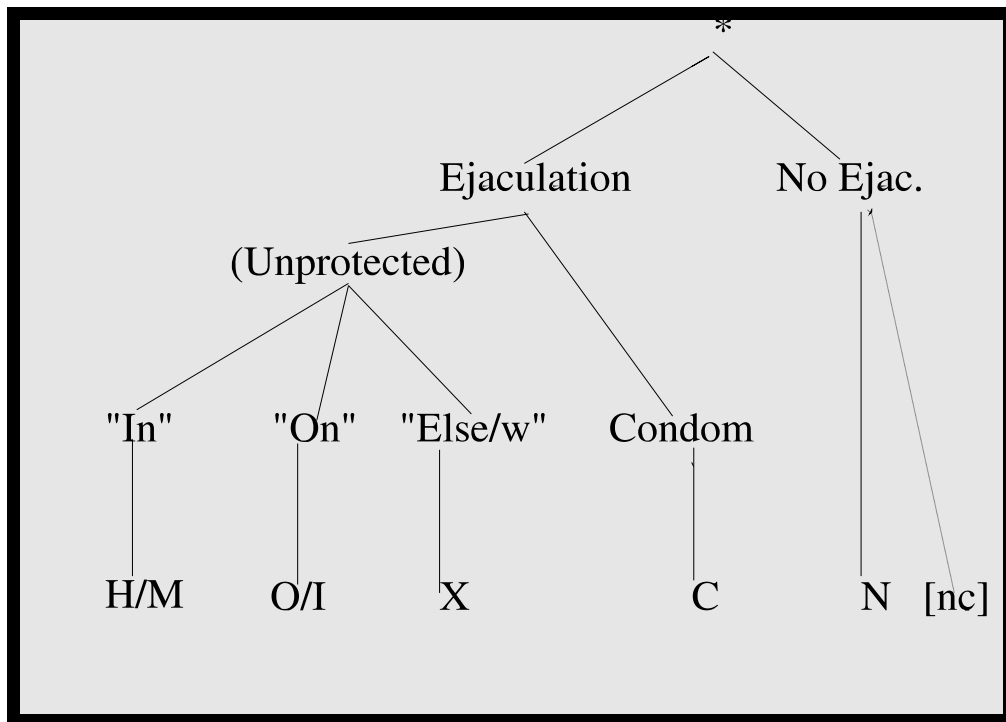 *
Ejaculation No Ejac.
(Unprotected)
"In" "On" "Else/w" Condom
H/M O/I X C N [nc]